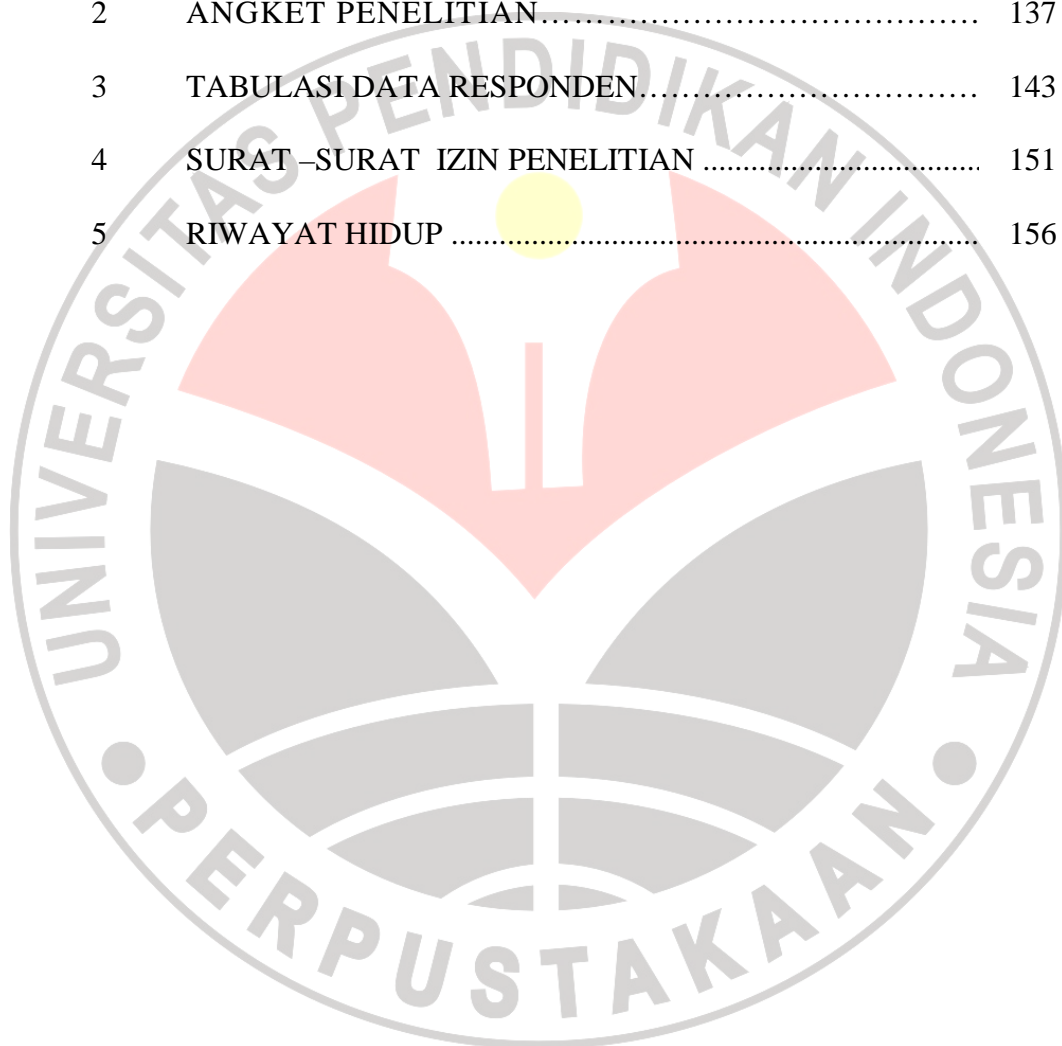 2 ANGKET PENELITIAN……………………………………… 137
3 TABULASI DATA RESPONDEN…………………………… 143
4 SURAT –SURAT  IZIN PENELITIAN ................................... 151
5 RIWAYAT HIDUP .................................................................. 156
UNIVERSITAS PENDIDIKAN INDONESIA
PERPUSTAKAAN